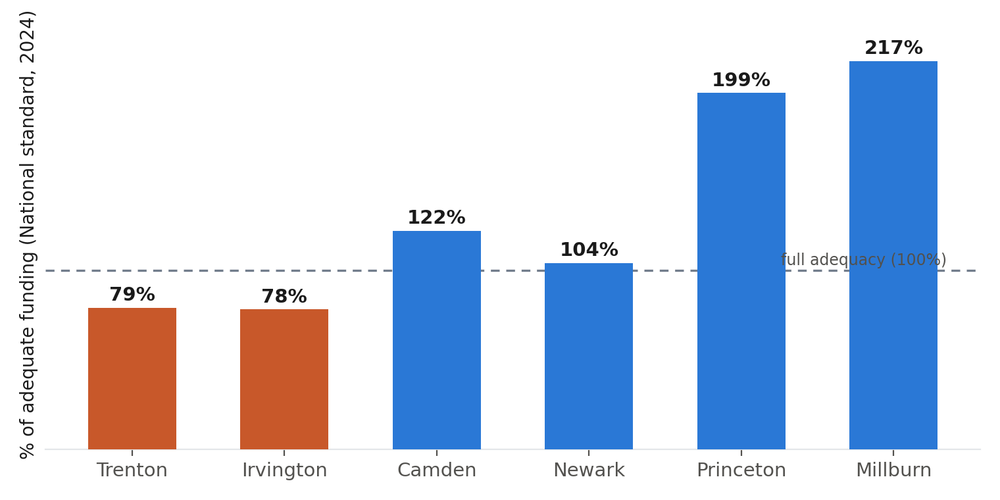 % of adequate funding (National standard, 2024)
217%
199%
122%
104%
full adequacy (100%)
79%
78%
Trenton
Irvington
Camden
Newark
Princeton
Millburn